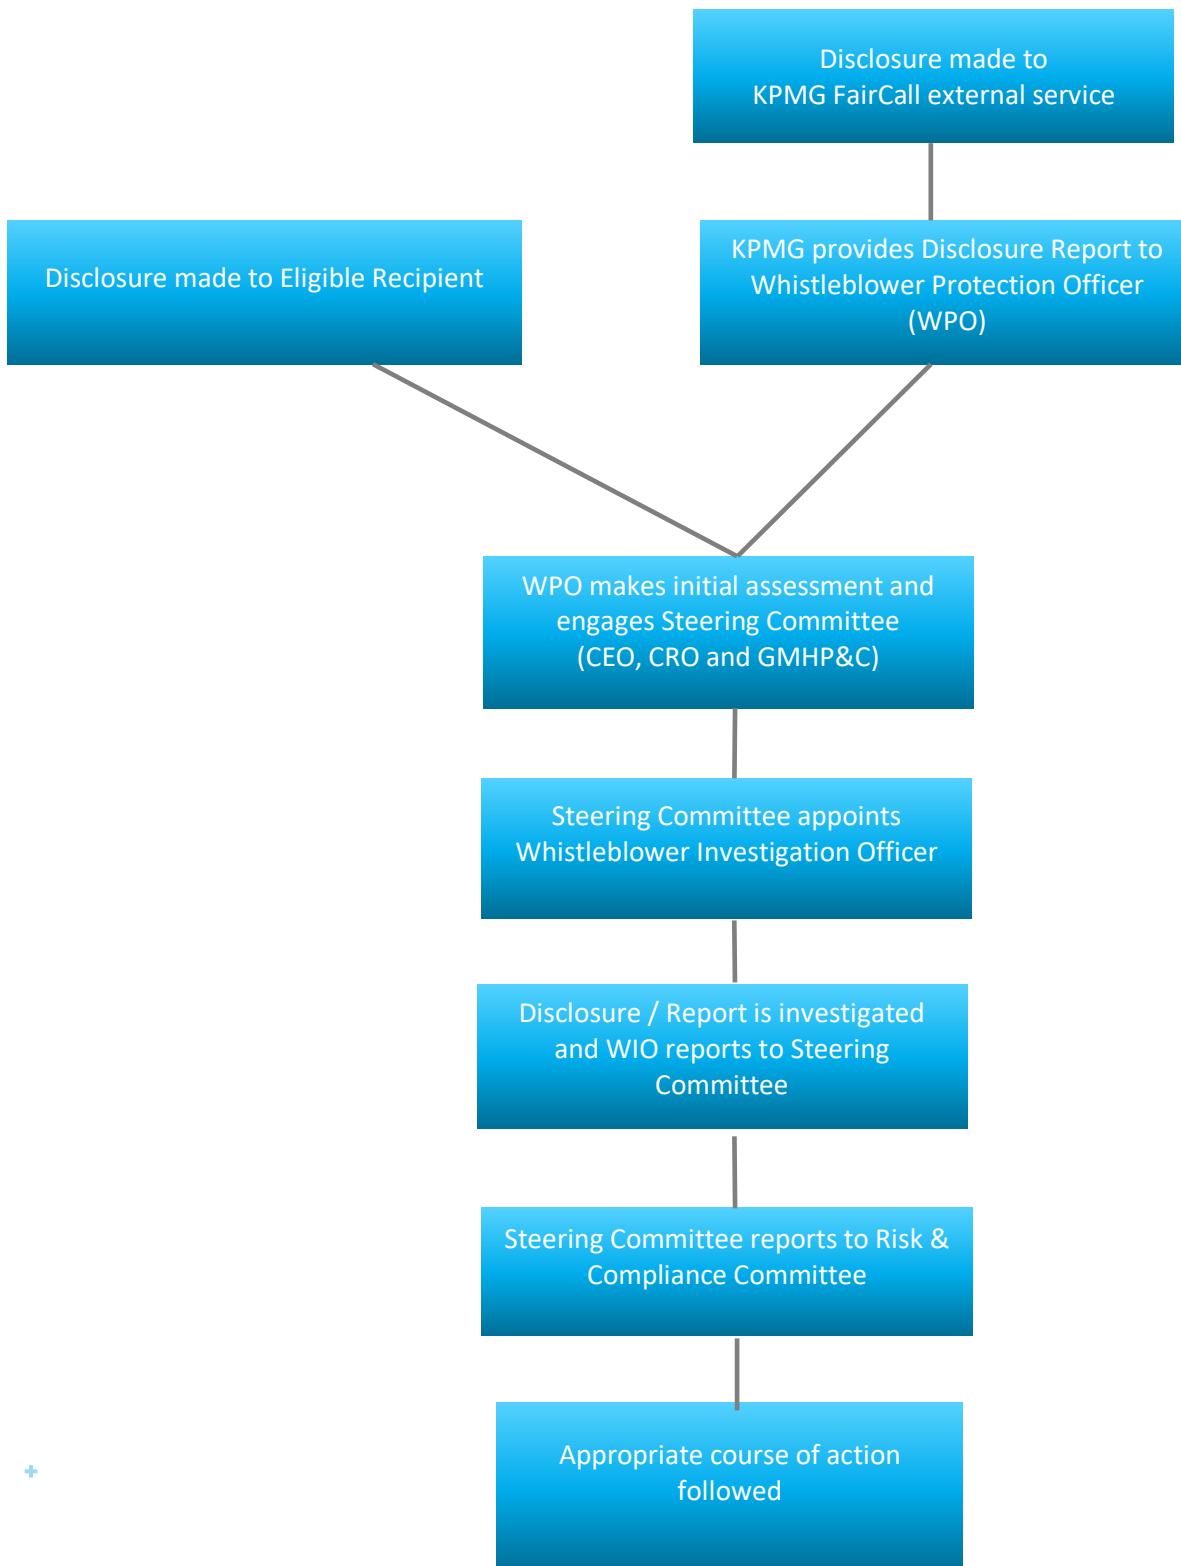 Disclosure made to
KPMG FairCall external service
Disclosure made to Eligible Recipient
KPMG provides Disclosure Report to
Whistleblower Protection Officer
(WPO)
WPO makes initial assessment and
engages Steering Committee
(CEO, CRO and GMHP&C)
Steering Committee appoints
Whistleblower Investigation Officer
Disclosure / Report is investigated
and WIO reports to Steering
Committee
Steering Committee reports to Risk &
Compliance Committee
Appropriate course of action
followed